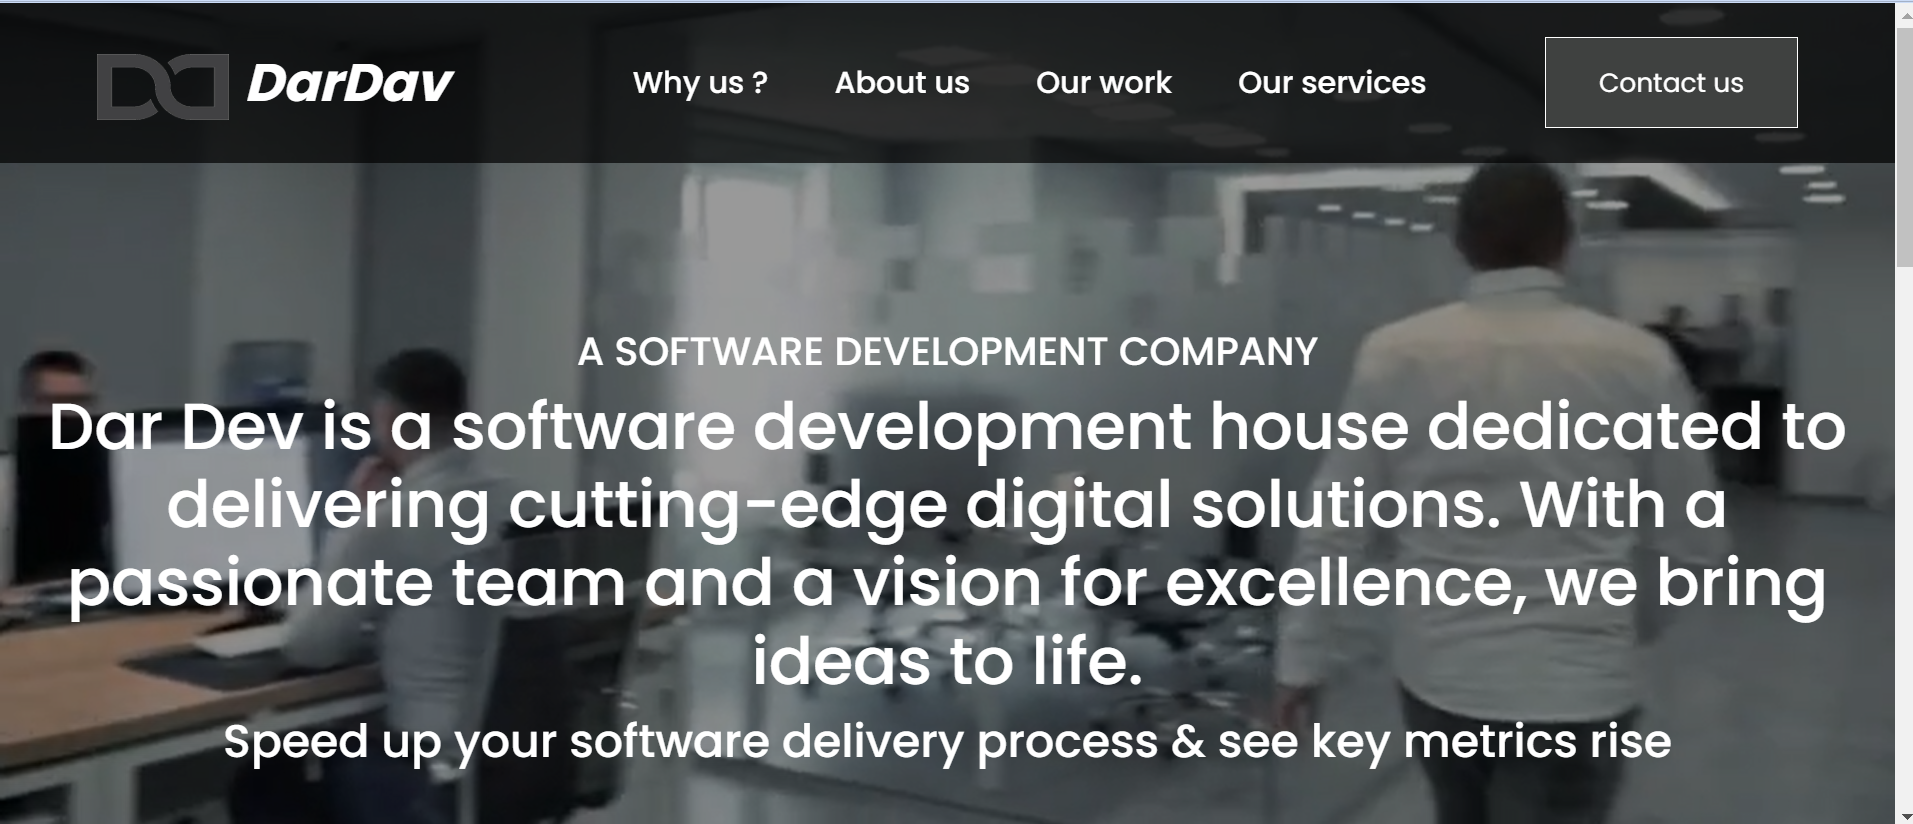 DarDav
Why us ?
About us
Our work
Our services
Contact us
A SOFTWARE DEVELOPMENT COMPANY
Dar Dev is a software development house dedicated to
delivering cutting-edge digital solutions. With a
passionate team and a vision for excellence, we bring
ideas to life.
Speed up your software delivery process & see key metrics rise